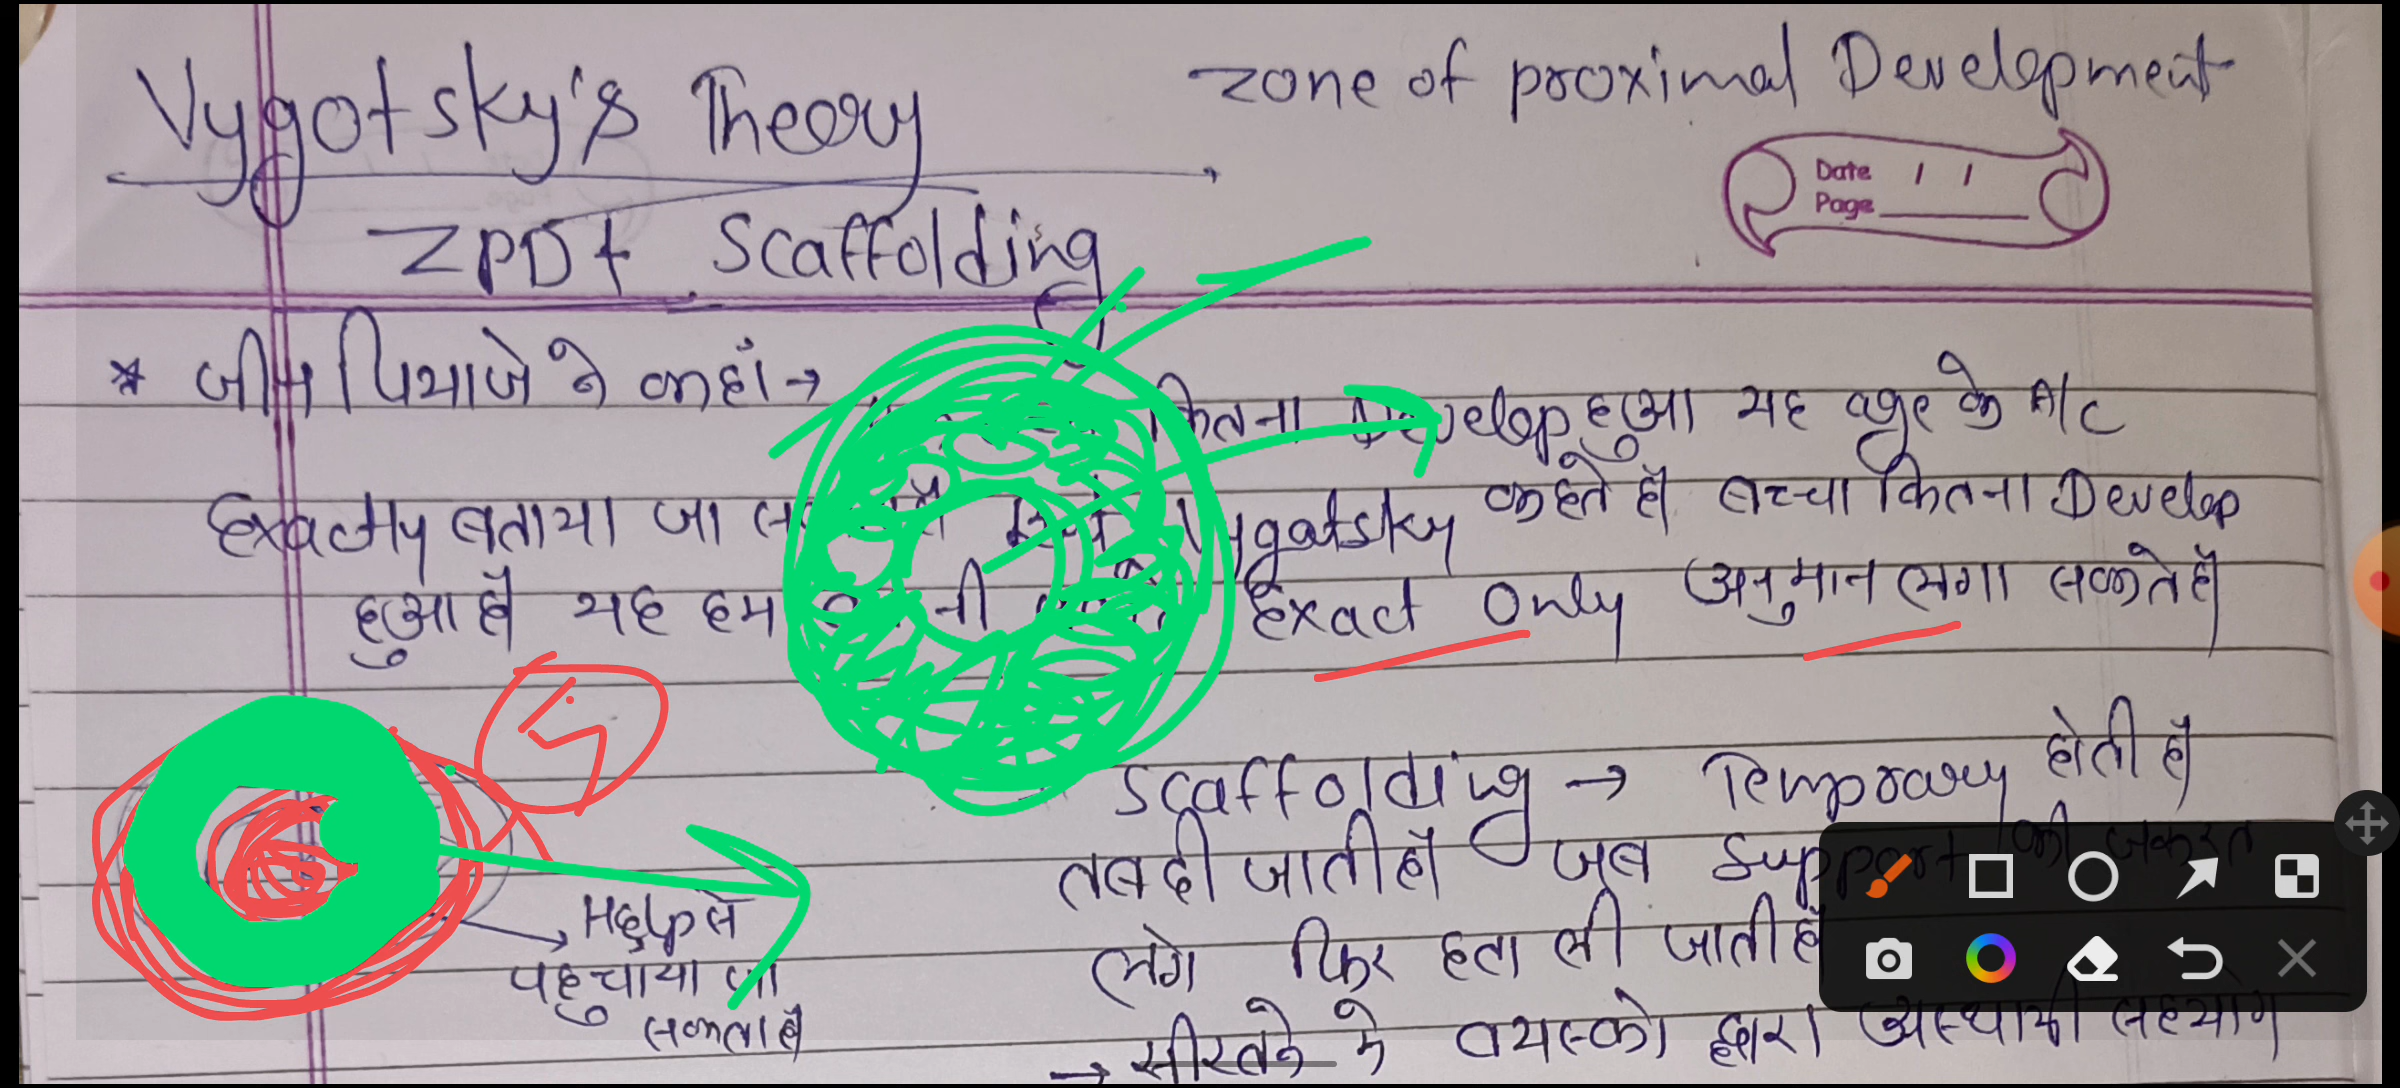 Vygotsky's Theory
zone of proximal Development
Date / /
Page
ZPD + Scaffolding
* जीन पियाजे ने कहां → कितना Develop हुआ यह age के A/C
Exactly बताया जा Vygotsky कहते हैं बच्चा कितना Develop
हुआ है यह हम नी Exact Only अनुमान लगा सकते हैं
5
Scaffolding → Temporary होती है
तब दी जाती है जब Support की जरूरत
Help से
पहुचाया जा
सकता है
लगे फिर हटा ली जाती है
→ सीखने मे वयस्को द्वारा अस्थायी सहयोग